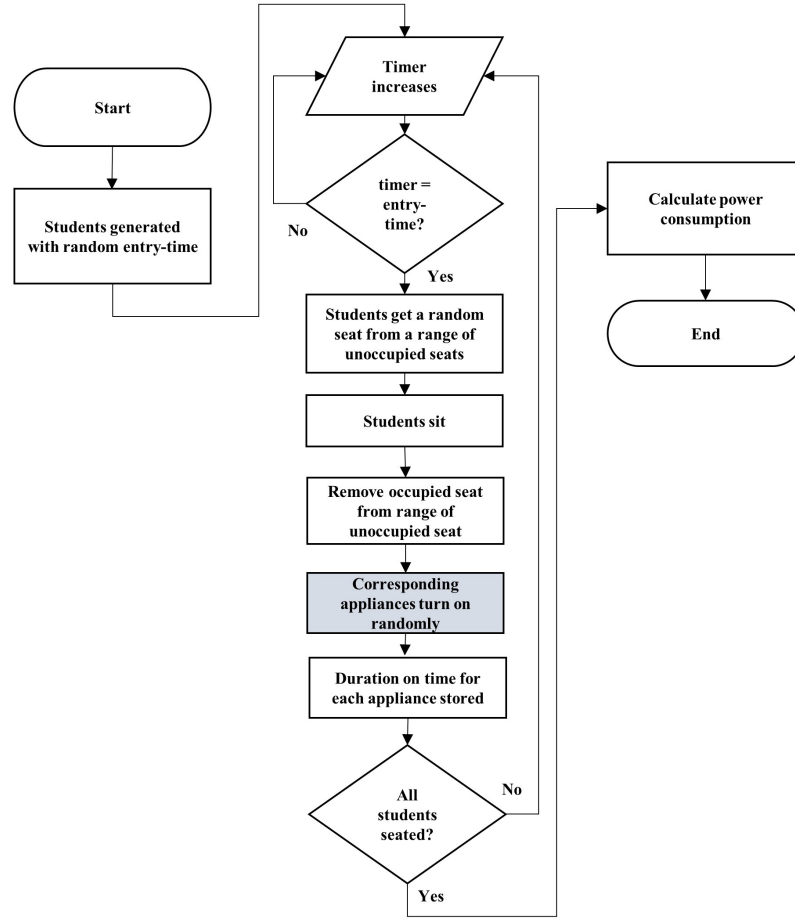 Start
Students generated
with random entry-time
Timer
increases
timer =
entry-
time?
No
Yes
Students get a random
seat from a range of
unoccupied seats
Students sit
Remove occupied seat
from range of
unoccupied seat
Corresponding
appliances turn on
randomly
Duration on time for
each appliance stored
All
students
seated?
No
Yes
Calculate power
consumption
End